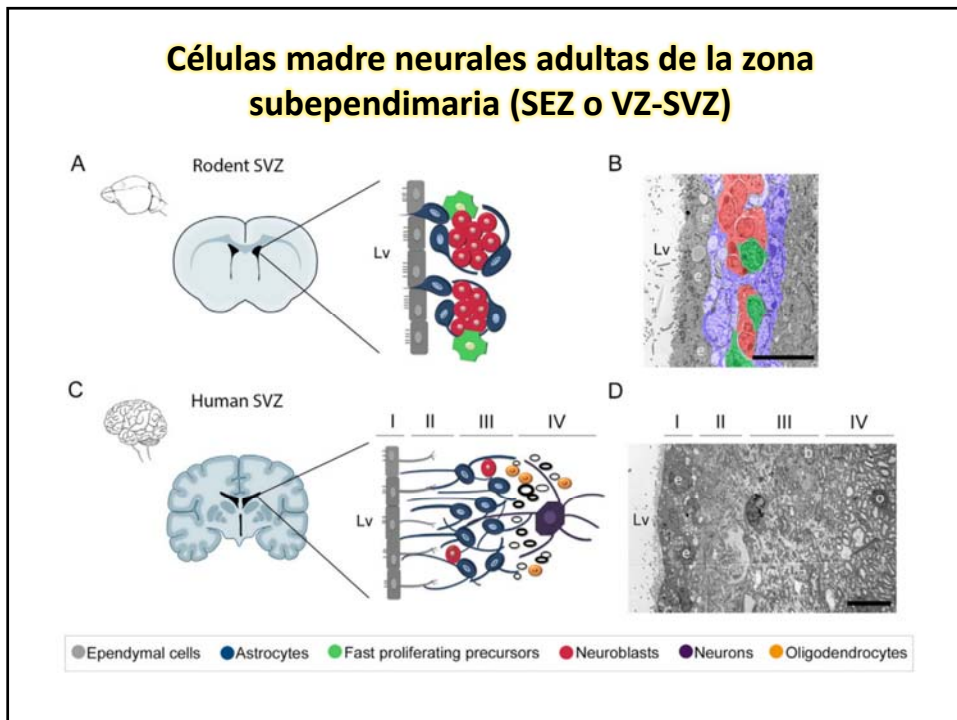 Células madre neurales adultas de la zona
subependimaria (SEZ o VZ-SVZ)
A
Rodent SVZ
Lv
B
Lv
e
e
e
e
C
Human SVZ
I II III IV
Lv
D
I II III IV
Lv
e
e
b
o
Ependymal cells Astrocytes Fast proliferating precursors Neuroblasts Neurons Oligodendrocytes